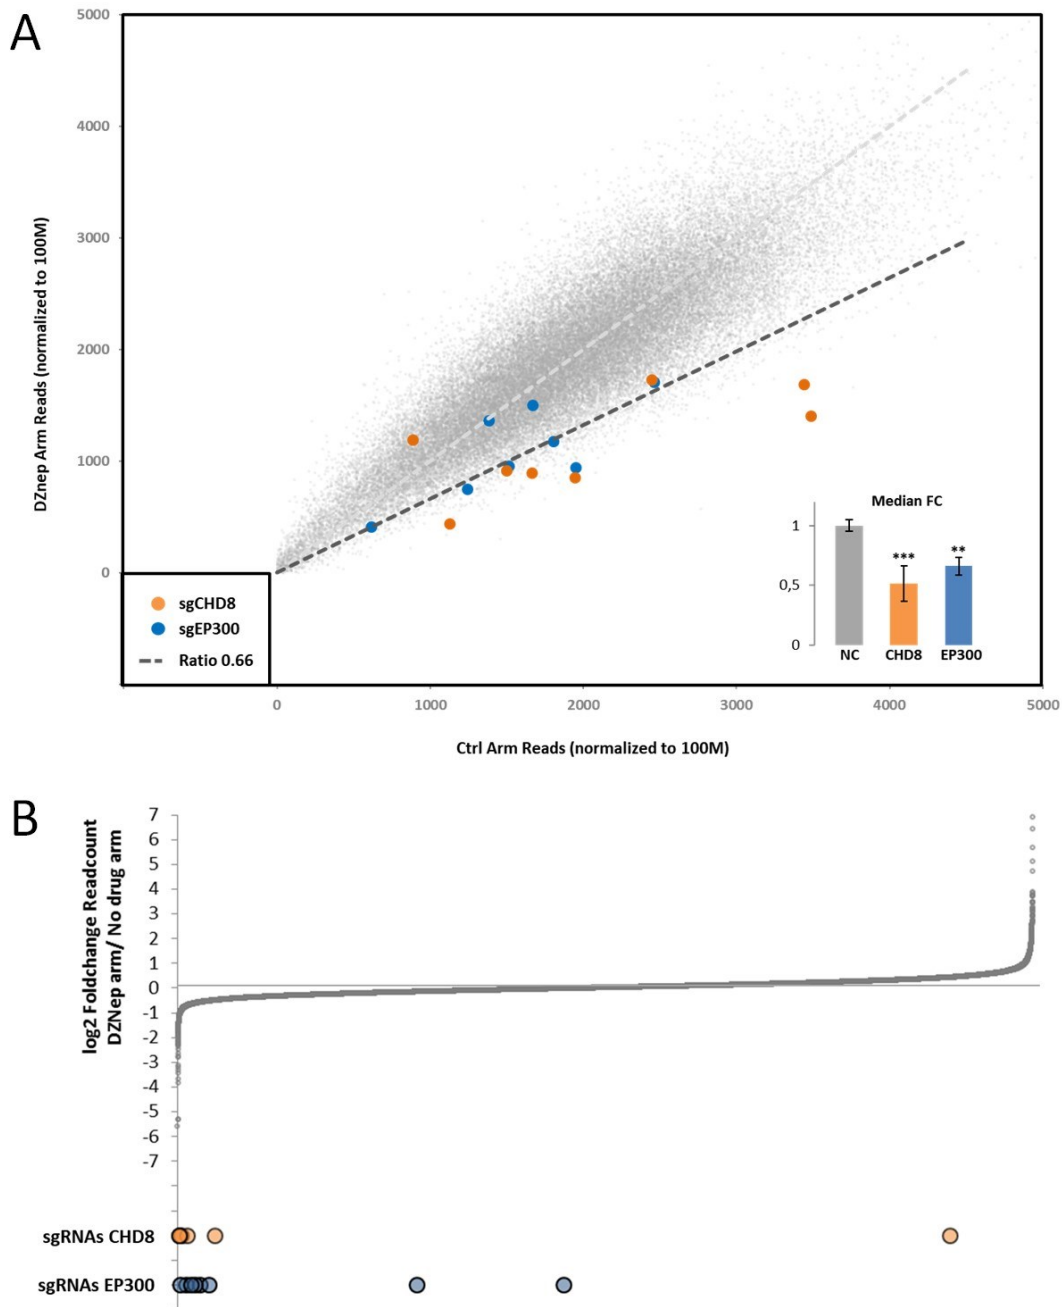 A
5000
4000
3000
2000
1000
0
DZnep Arm Reads (normalized to 100M)
Median FC
1
0,5
0
***
**
NC CHD8 EP300
sgCHD8
sgEP300
Ratio 0.66
0 1000 2000 3000 4000 5000
Ctrl Arm Reads (normalized to 100M)
B
log2 Foldchange Readcount
DZNep arm/ No drug arm
7
6
5
4
3
2
1
0
-1
-2
-3
-4
-5
-6
-7
sgRNAs CHD8
sgRNAs EP300